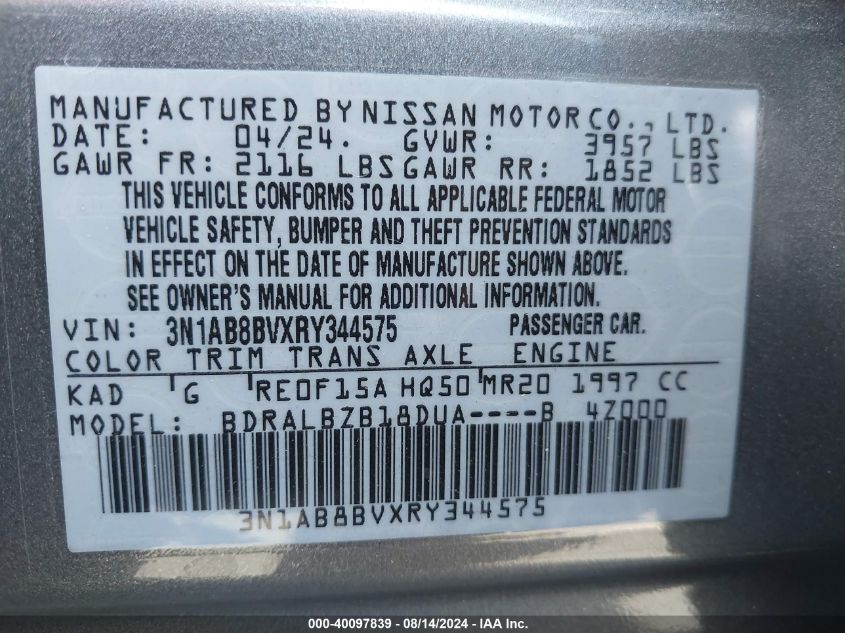 MANUFACTURED BY NISSAN MOTOR CO., LTD.
DATE: 04/24. GVWR: 3957 LBS
GAWR FR: 2116 LBS GAWR RR: 1852 LBS
THIS VEHICLE CONFORMS TO ALL APPLICABLE FEDERAL MOTOR
VEHICLE SAFETY, BUMPER AND THEFT PREVENTION STANDARDS
IN EFFECT ON THE DATE OF MANUFACTURE SHOWN ABOVE.
SEE OWNER'S MANUAL FOR ADDITIONAL INFORMATION.
VIN: 3N1AB8BVXRY344575 PASSENGER CAR.
COLOR TRIM TRANS AXLE ENGINE
KAD G RE0F15A HQ50 MR20 1997 CC
MODEL: BDRALBZB18DUA----B 4Z000
3N1AB8BVXRY344575
000-40097839 - 08/14/2024 - IAA Inc.